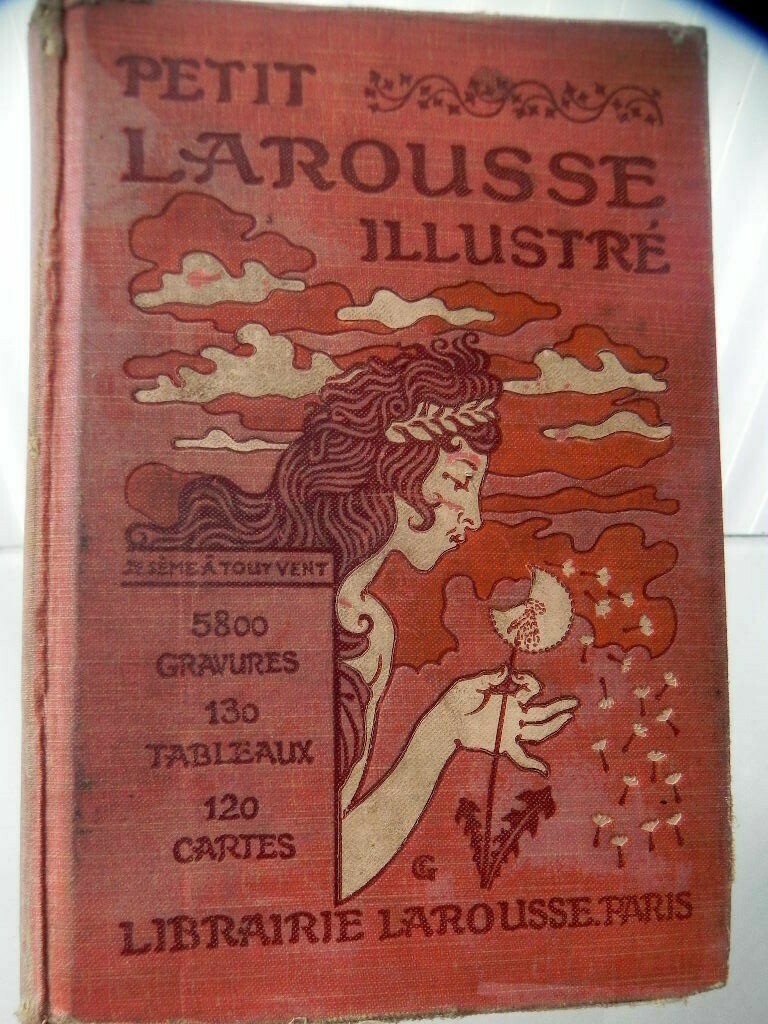 PETIT
LAROUSSE
ILLUSTRÉ
JE SÈME À TOUT VENT
5800
GRAVURES
130
TABLEAUX
120
CARTES
G
LIBRAIRIE LAROUSSE.PARIS